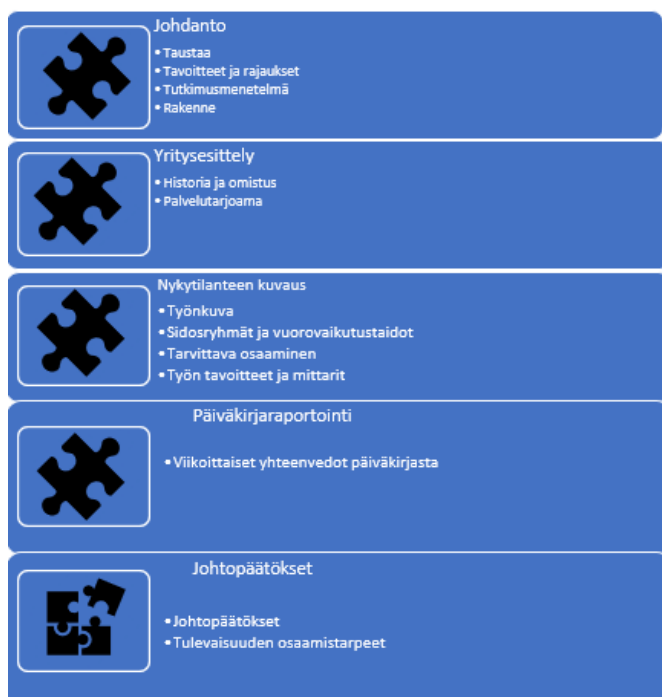 Johdanto
• Taustaa
• Tavoitteet ja rajaukset
• Tutkimusmenetelmä
• Rakenne
Yritysesittely
• Historia ja omistus
• Palvelutarjoama
Nykytilanteen kuvaus
• Työnkuva
• Sidosryhmät ja vuorovaikutustaidot
• Tarvittava osaaminen
• Työn tavoitteet ja mittarit
Päiväkirjaraportointi
• Viikoittaiset yhteenvedot päiväkirjasta
Johtopäätökset
• Johtopäätökset
• Tulevaisuuden osaamistarpeet